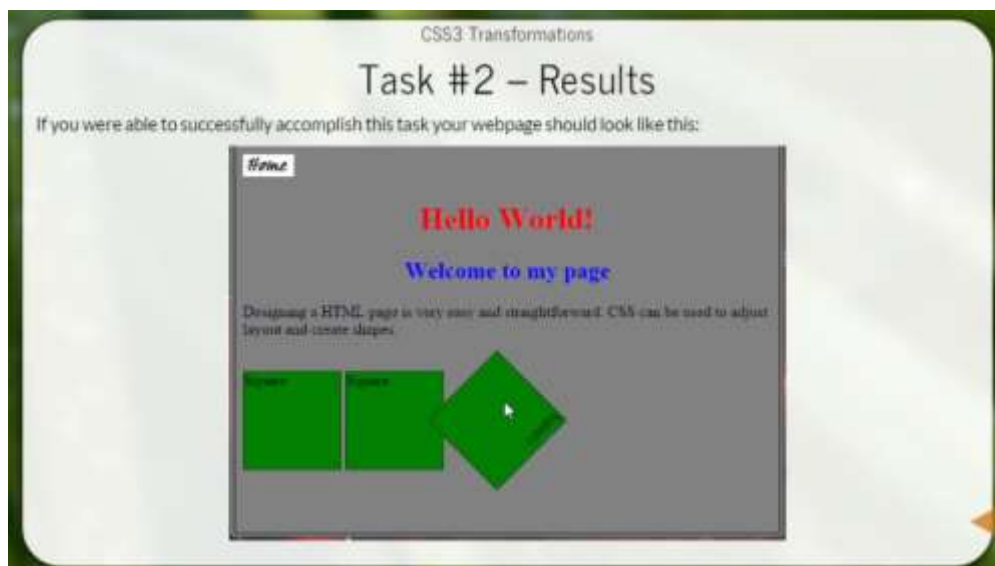 CSS3 Transformations
Task #2 – Results
If you were able to successfully accomplish this task your webpage should look like this:
Home
Hello World!
Welcome to my page
Designing a HTML page is very easy and straightforward. CSS can be used to adjust
layout and create shapes.
Square Square